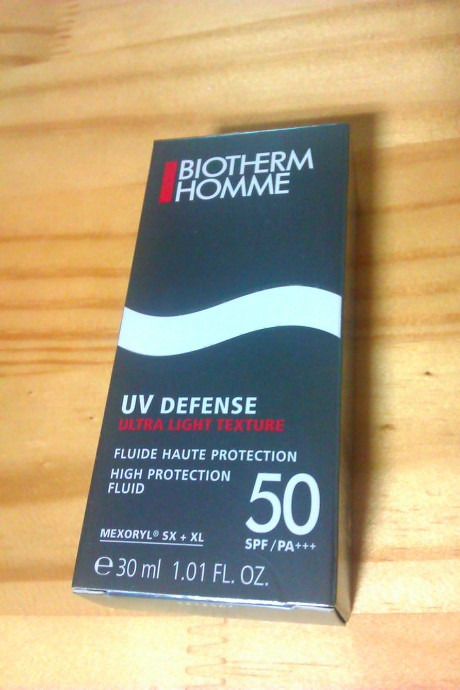 BIOTHERM
HOMME
UV DEFENSE
ULTRA LIGHT TEXTURE
FLUIDE HAUTE PROTECTION
HIGH PROTECTION
FLUID
50
SPF/PA+++
MEXORYL® SX + XL
℮ 30 ml 1.01 FL. OZ.